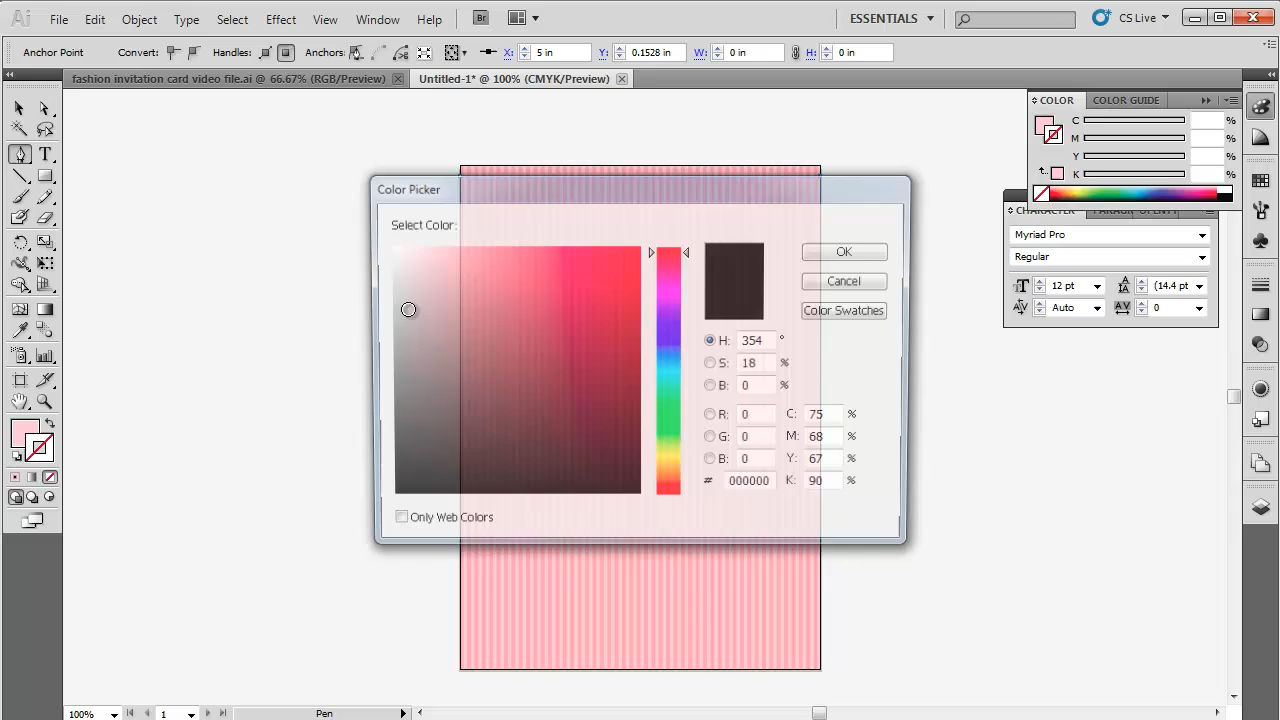 Ai File Edit Object Type Select Effect View Window Help Br ESSENTIALS CS Live
Anchor Point Convert: Handles: Anchors: X: 5 in Y: 0.1528 in W: 0 in H: 0 in
fashion invitation card video file.ai @ 66.67% (RGB/Preview) Untitled-1* @ 100% (CMYK/Preview)
COLOR COLOR GUIDE
C %
M %
Y %
K %
Color Picker
Select Color:
OK
Cancel
Color Swatches
H: 354 °
S: 18 %
B: 0 %
R: 0 C: 75 %
G: 0 M: 68 %
B: 0 Y: 67 %
# 000000 K: 90 %
Only Web Colors
CHARACTER PARAGR OPENTY
Myriad Pro
Regular
12 pt (14.4 pt
Auto 0
100% 1 Pen